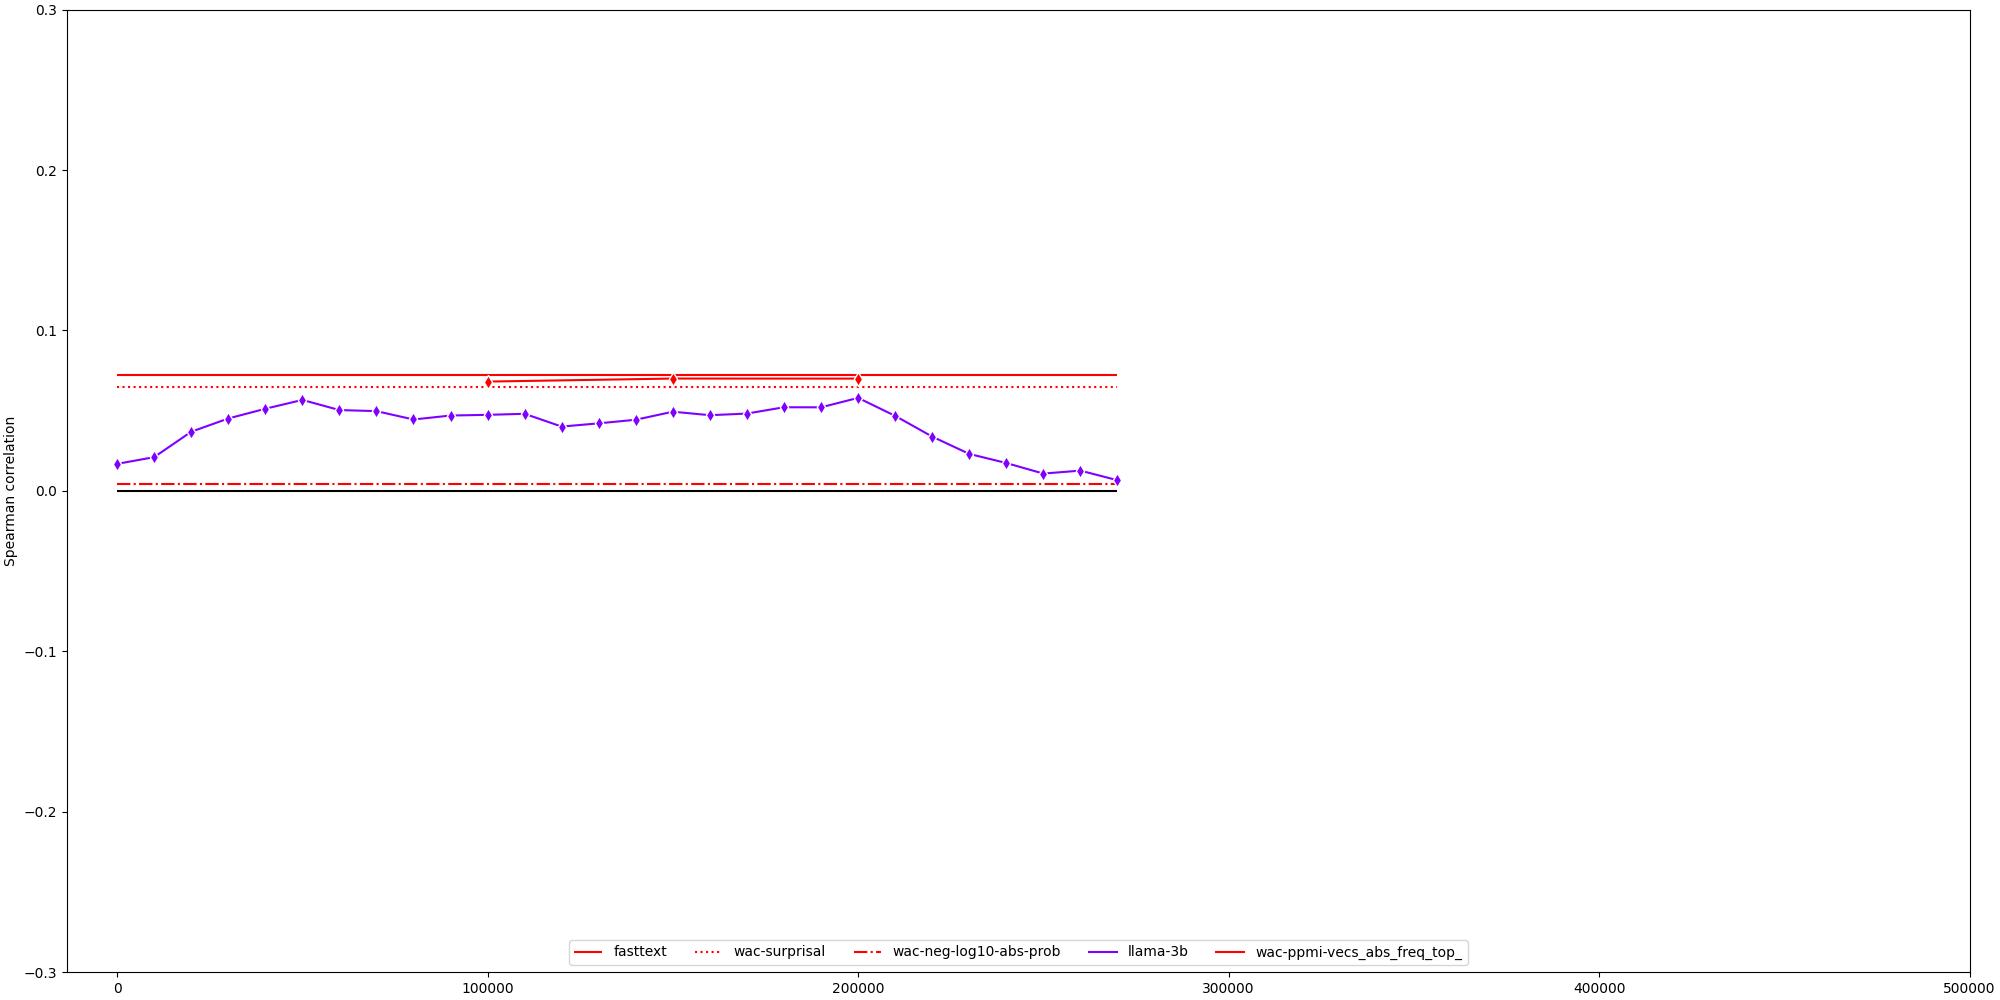 0.3
0.2
0.1
0.0
−0.1
−0.2
−0.3
Spearman correlation
fasttext wac-surprisal wac-neg-log10-abs-prob llama-3b wac-ppmi-vecs_abs_freq_top_
0 100000 200000 300000 400000 500000